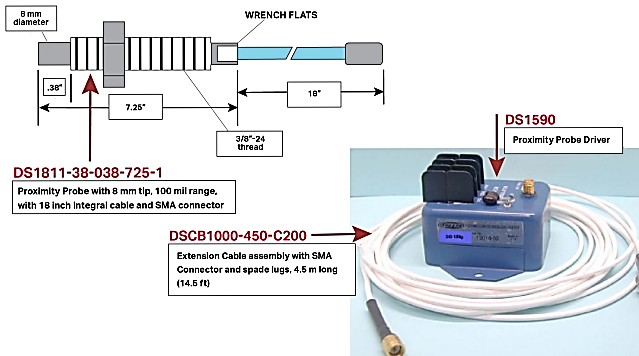 8 mm
diameter
WRENCH FLATS
.38"
7.25"
18"
3/8"-24
thread
DS1811-38-038-725-1
Proximity Probe with 8 mm tip, 100 mil range,
with 18 inch integral cable and SMA connector
DS1590
Proximity Probe Driver
DSCB1000-450-C200
Extension Cable assembly with SMA
Connector and spade lugs, 4.5 m long
(14.5 ft)